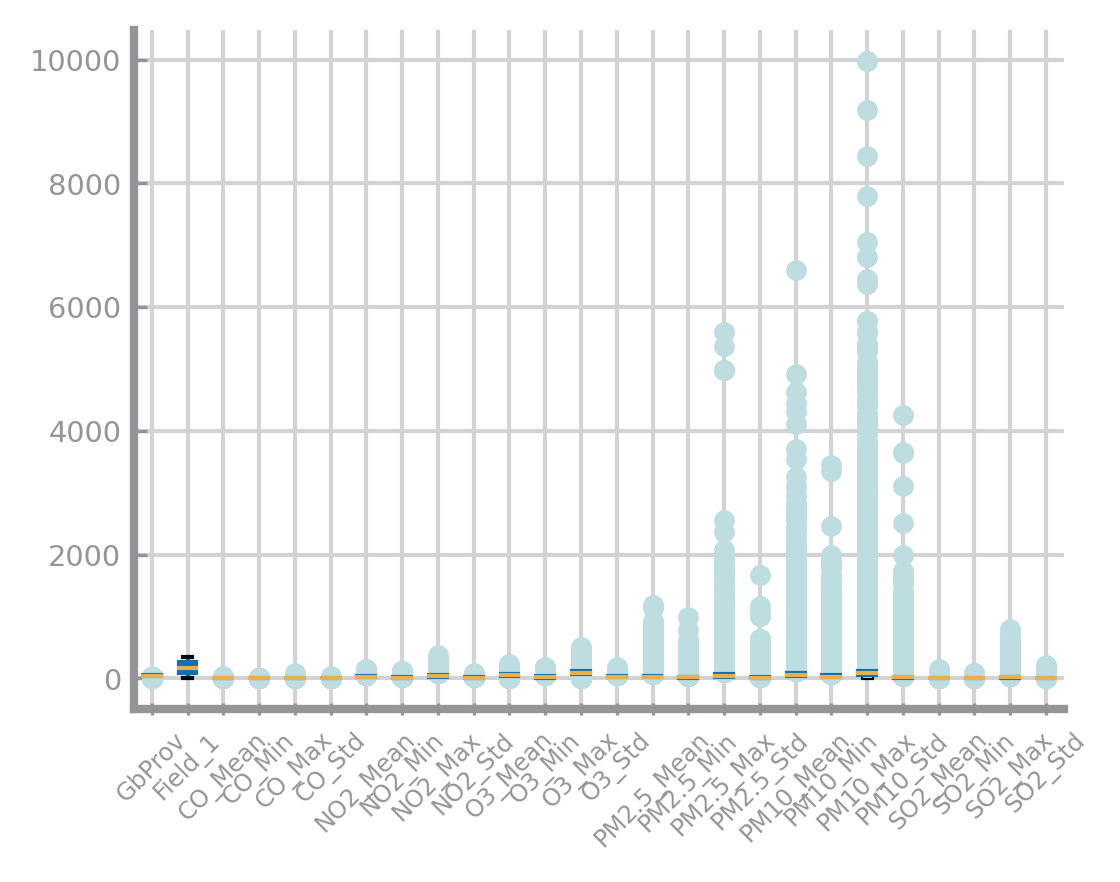 10000
8000
6000
4000
2000
0
GbProv
Field_1
CO_Mean
CO_Min
CO_Max
CO_Std
NO2_Mean
NO2_Min
NO2_Max
NO2_Std
O3_Mean
O3_Min
O3_Max
O3_Std
PM2.5_Mean
PM2.5_Min
PM2.5_Max
PM2.5_Std
PM10_Mean
PM10_Min
PM10_Max
PM10_Std
SO2_Mean
SO2_Min
SO2_Max
SO2_Std